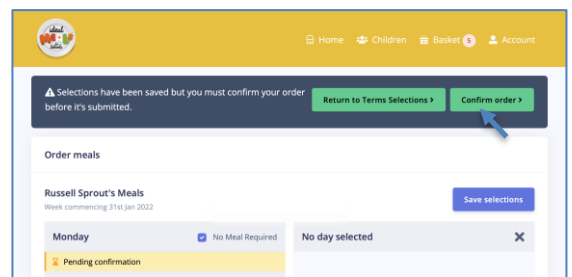 ideal
MENU
Home Children Basket 5 Account
Selections have been saved but you must confirm your order
before it's submitted.
Return to Terms Selections >
Confirm order >
Order meals
Russell Sprout's Meals
Week commencing 31st Jan 2022
Save selections
Monday
No Meal Required
No day selected
Pending confirmation